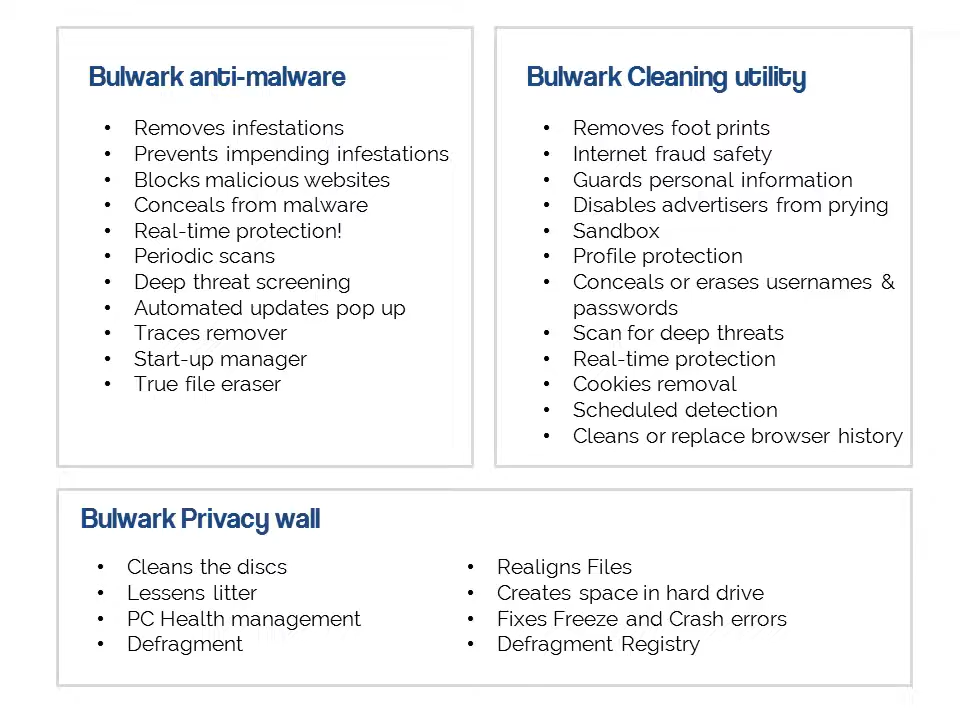 Bulwark anti-malware
• Removes infestations
• Prevents impending infestations
• Blocks malicious websites
• Conceals from malware
• Real-time protection!
• Periodic scans
• Deep threat screening
• Automated updates pop up
• Traces remover
• Start-up manager
• True file eraser
Bulwark Cleaning utility
• Removes foot prints
• Internet fraud safety
• Guards personal information
• Disables advertisers from prying
• Sandbox
• Profile protection
• Conceals or erases usernames &
passwords
• Scan for deep threats
• Real-time protection
• Cookies removal
• Scheduled detection
• Cleans or replace browser history
Bulwark Privacy wall
• Cleans the discs
• Lessens litter
• PC Health management
• Defragment
• Realigns Files
• Creates space in hard drive
• Fixes Freeze and Crash errors
• Defragment Registry